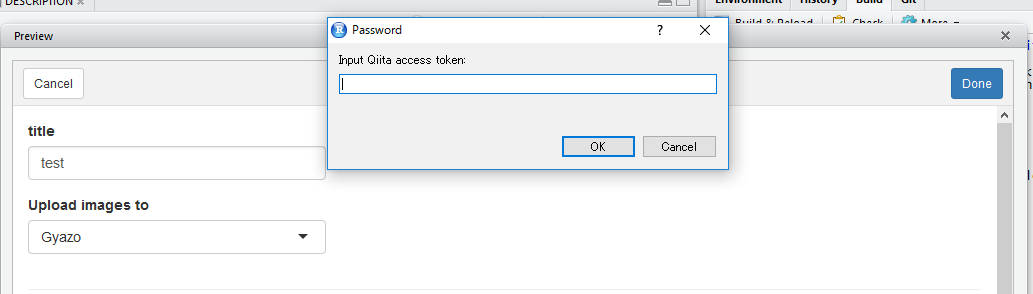 DESCRIPTION ×
Environment History Build Git
Build & Reload Check More
Preview
Password
?
Input Qiita access token:
OK Cancel
Cancel
Done
title
test
Upload images to
Gyazo